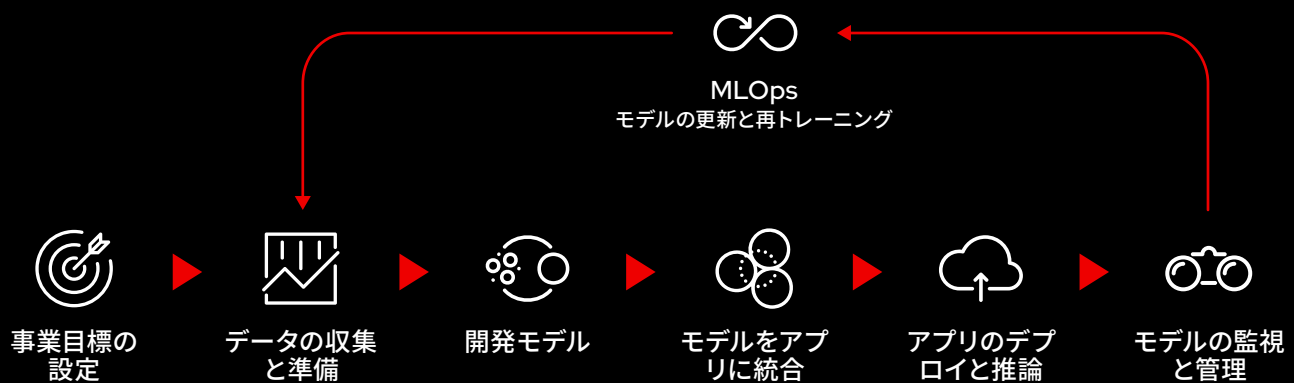 MLOps
モデルの更新と再トレーニング
事業目標の
設定
データの収集
と準備
開発モデル
モデルをアプ
リに統合
アプリのデプ
ロイと推論
モデルの監視
と管理